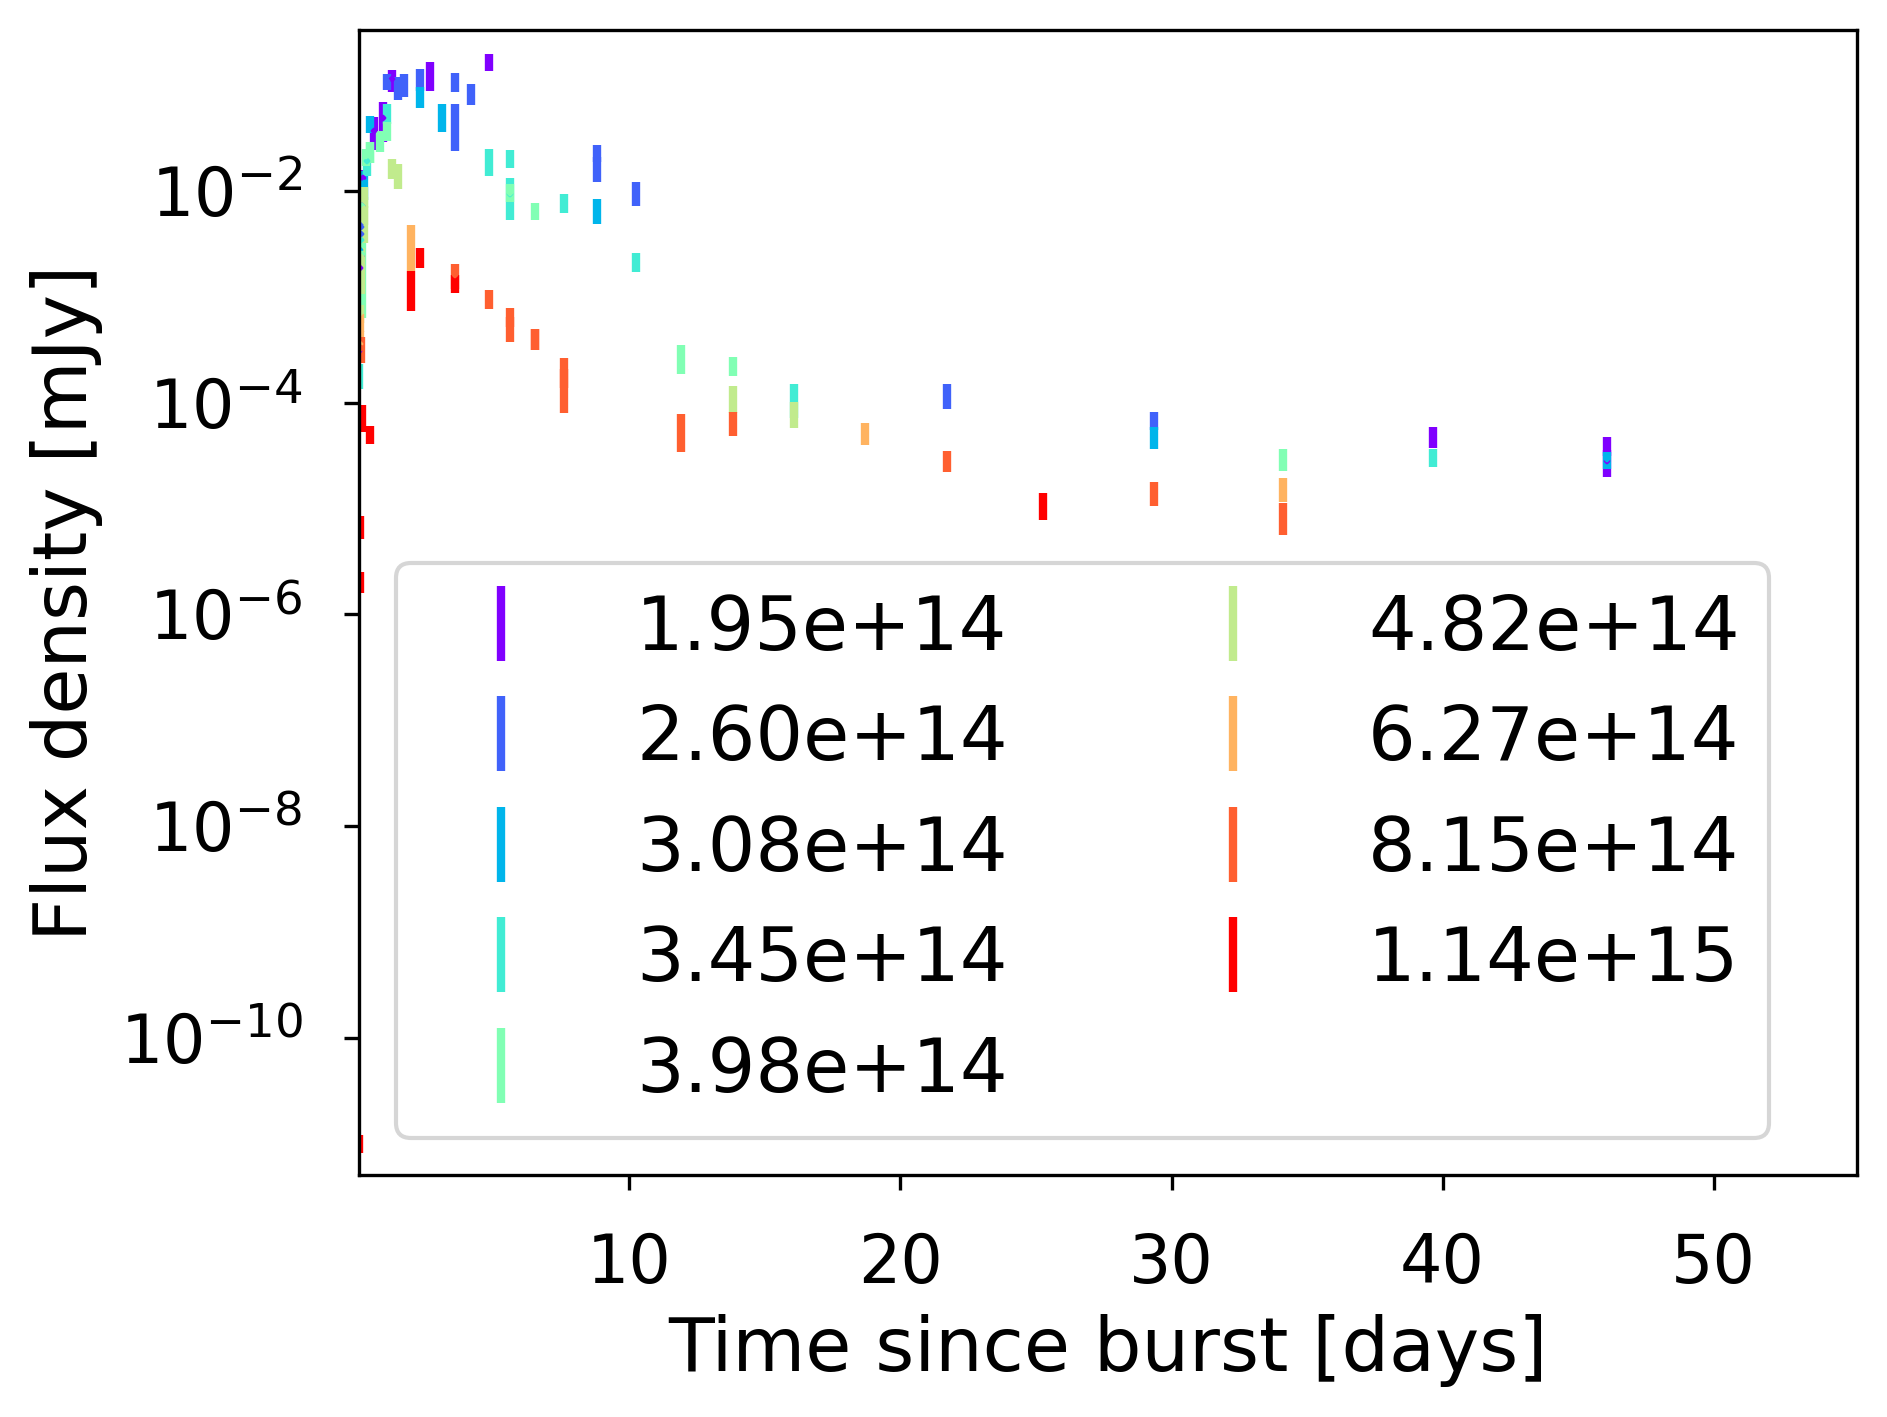 Flux density [mJy]
10⁻²
10⁻⁴
10⁻⁶
10⁻⁸
10⁻¹⁰
1.95e+14
2.60e+14
3.08e+14
3.45e+14
3.98e+14
4.82e+14
6.27e+14
8.15e+14
1.14e+15
10 20 30 40 50
Time since burst [days]